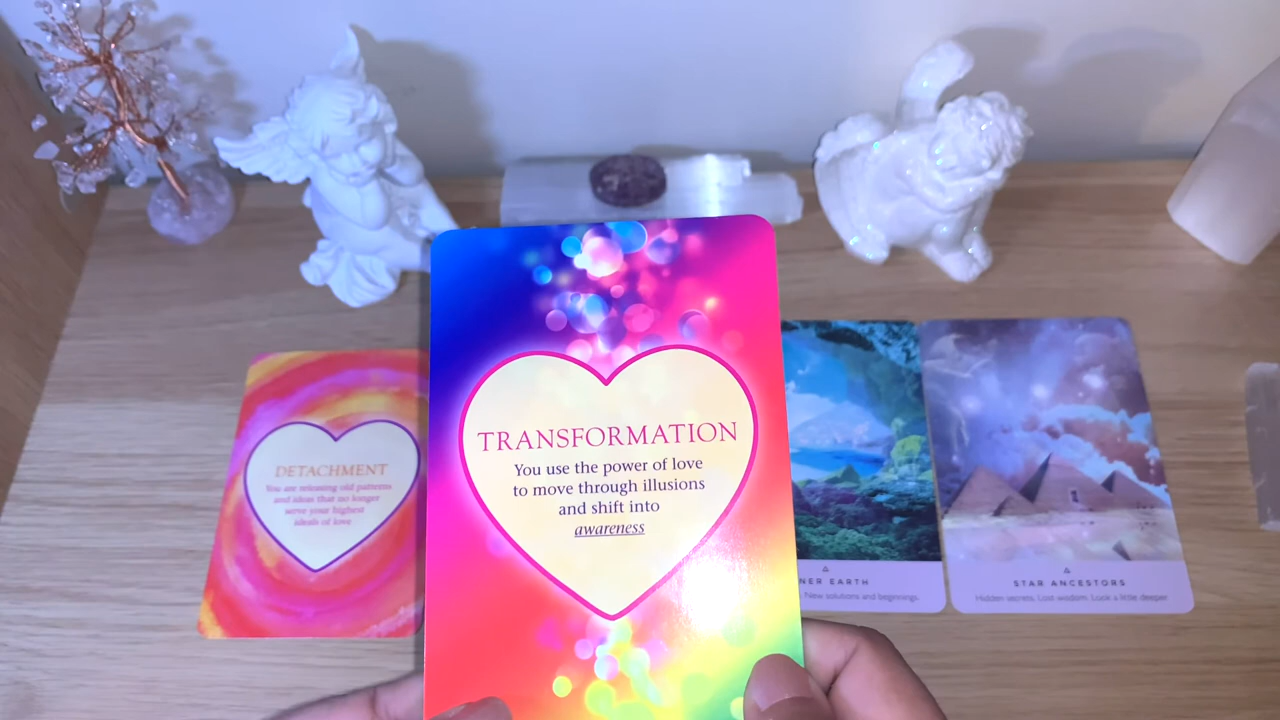 TRANSFORMATION
You use the power of love
to move through illusions
and shift into
awareness
DETACHMENT
You are releasing old patterns
and ideas that no longer
serve your highest
ideals of love
NER EARTH
New solutions and beginnings.
STAR ANCESTORS
Hidden secrets. Lost wisdom. Look a little deeper